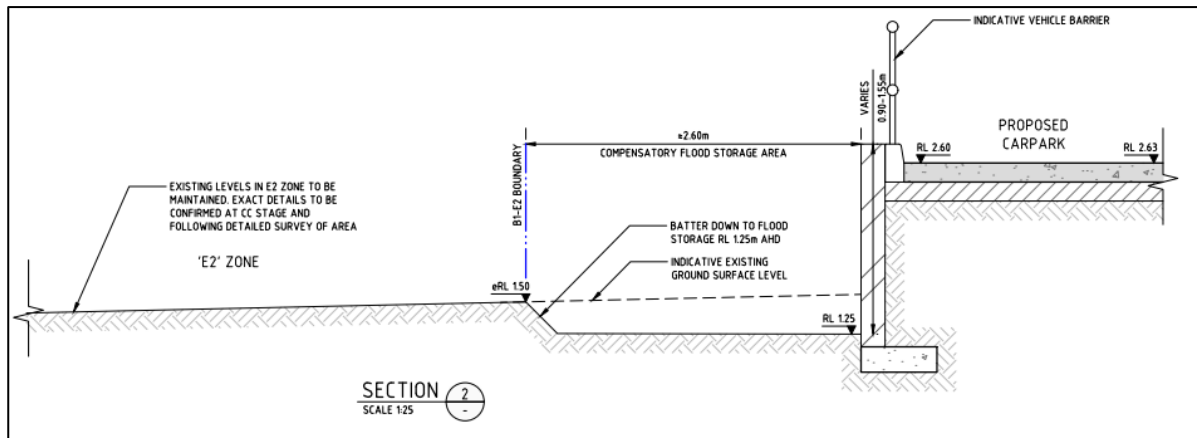 INDICATIVE VEHICLE BARRIER
VARIES
0.90-1.55m
PROPOSED
CARPARK
RL 2.60
RL 2.63
±2.60m
COMPENSATORY FLOOD STORAGE AREA
B1-E2 BOUNDARY
EXISTING LEVELS IN E2 ZONE TO BE
MAINTAINED. EXACT DETAILS TO BE
CONFIRMED AT CC STAGE AND
FOLLOWING DETAILED SURVEY OF AREA
'E2' ZONE
BATTER DOWN TO FLOOD
STORAGE RL 1.25m AHD
INDICATIVE EXISTING
GROUND SURFACE LEVEL
eRL 1.50
RL 1.25
SECTION
SCALE 1:25
2
-